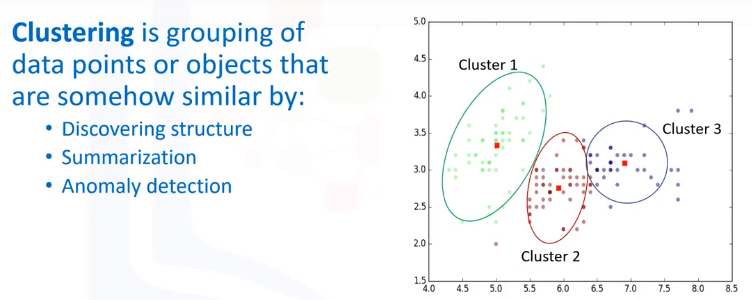 Clustering is grouping of
data points or objects that
are somehow similar by:
• Discovering structure
• Summarization
• Anomaly detection
5.0
4.5
4.0
3.5
3.0
2.5
2.0
1.5
4.0 4.5 5.0 5.5 6.0 6.5 7.0 7.5 8.0 8.5
Cluster 1
Cluster 3
Cluster 2